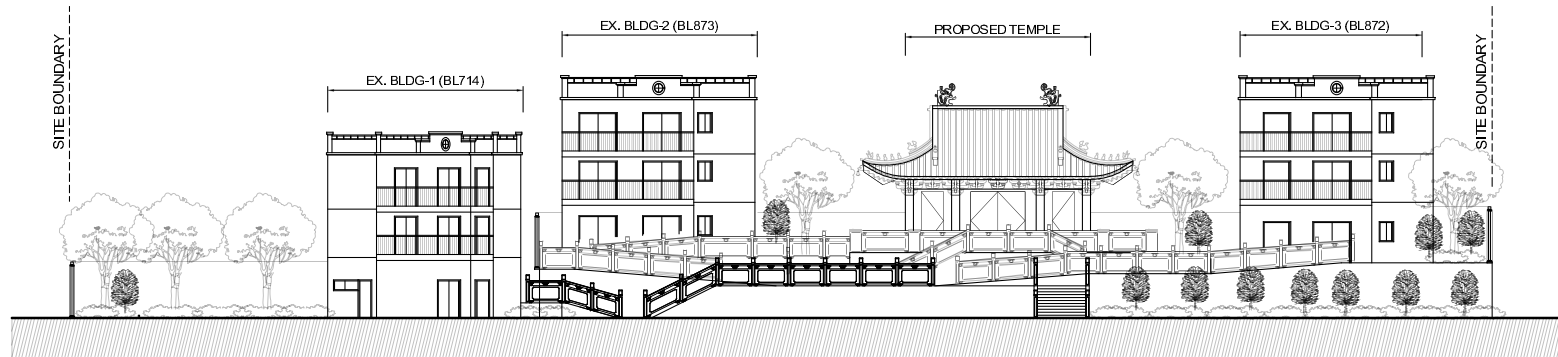 SITE BOUNDARY
EX. BLDG-1 (BL714)
EX. BLDG-2 (BL873)
PROPOSED TEMPLE
EX. BLDG-3 (BL872)
SITE BOUNDARY